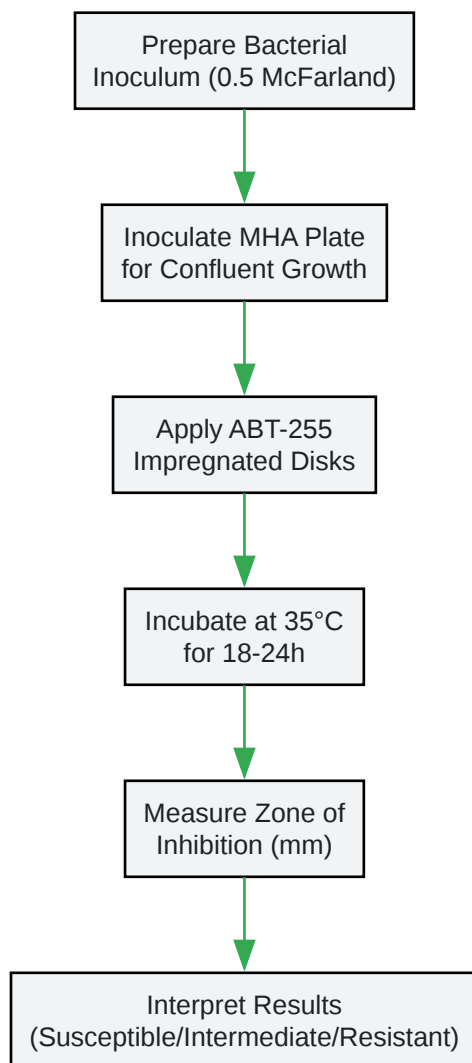 Prepare Bacterial
Inoculum (0.5 McFarland)
Inoculate MHA Plate
for Confluent Growth
Apply ABT-255
Impregnated Disks
Incubate at 35°C
for 18-24h
Measure Zone of
Inhibition (mm)
Interpret Results
(Susceptible/Intermediate/Resistant)